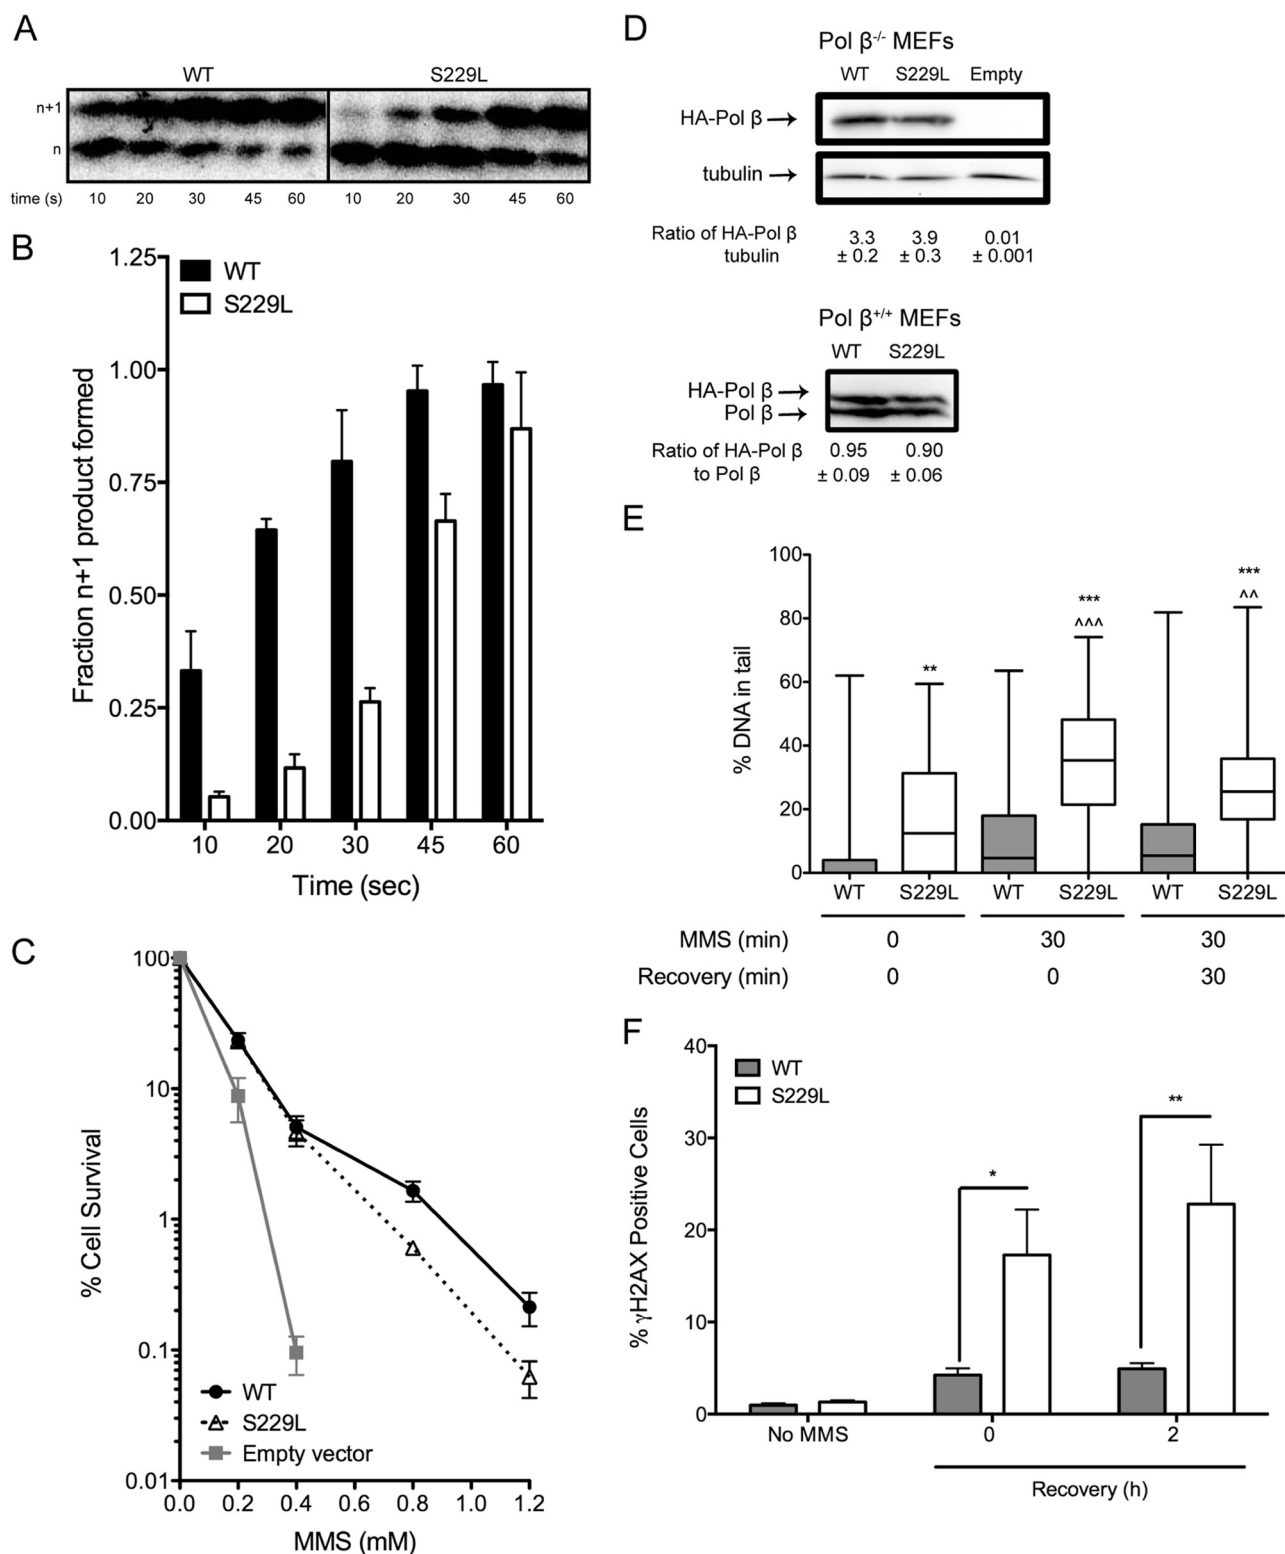 A
WT S229L
n+1
n
time (s) 10 20 30 45 60 10 20 30 45 60
B
WT
S229L
1.25
1.00
0.75
0.50
0.25
0.00
Fraction n+1 product formed
10 20 30 45 60
Time (sec)
C
100
10
1
0.1
0.01
% Cell Survival
WT
S229L
Empty vector
0.0 0.2 0.4 0.6 0.8 1.0 1.2
MMS (mM)
D
Pol β-/- MEFs
WT S229L Empty
HA-Pol β
tubulin
Ratio of HA-Pol β 3.3 3.9 0.01
tubulin ± 0.2 ± 0.3 ± 0.001
Pol β+/+ MEFs
WT S229L
HA-Pol β
Pol β
Ratio of HA-Pol β 0.95 0.90
to Pol β ± 0.09 ± 0.06
E
100
80
60
40
20
0
% DNA in tail
**
***
^^^
***
^^
WT S229L WT S229L WT S229L
MMS (min) 0 30 30
Recovery (min) 0 0 30
F
40
30
20
10
0
% γH2AX Positive Cells
WT
S229L
*
**
No MMS 0 2
Recovery (h)